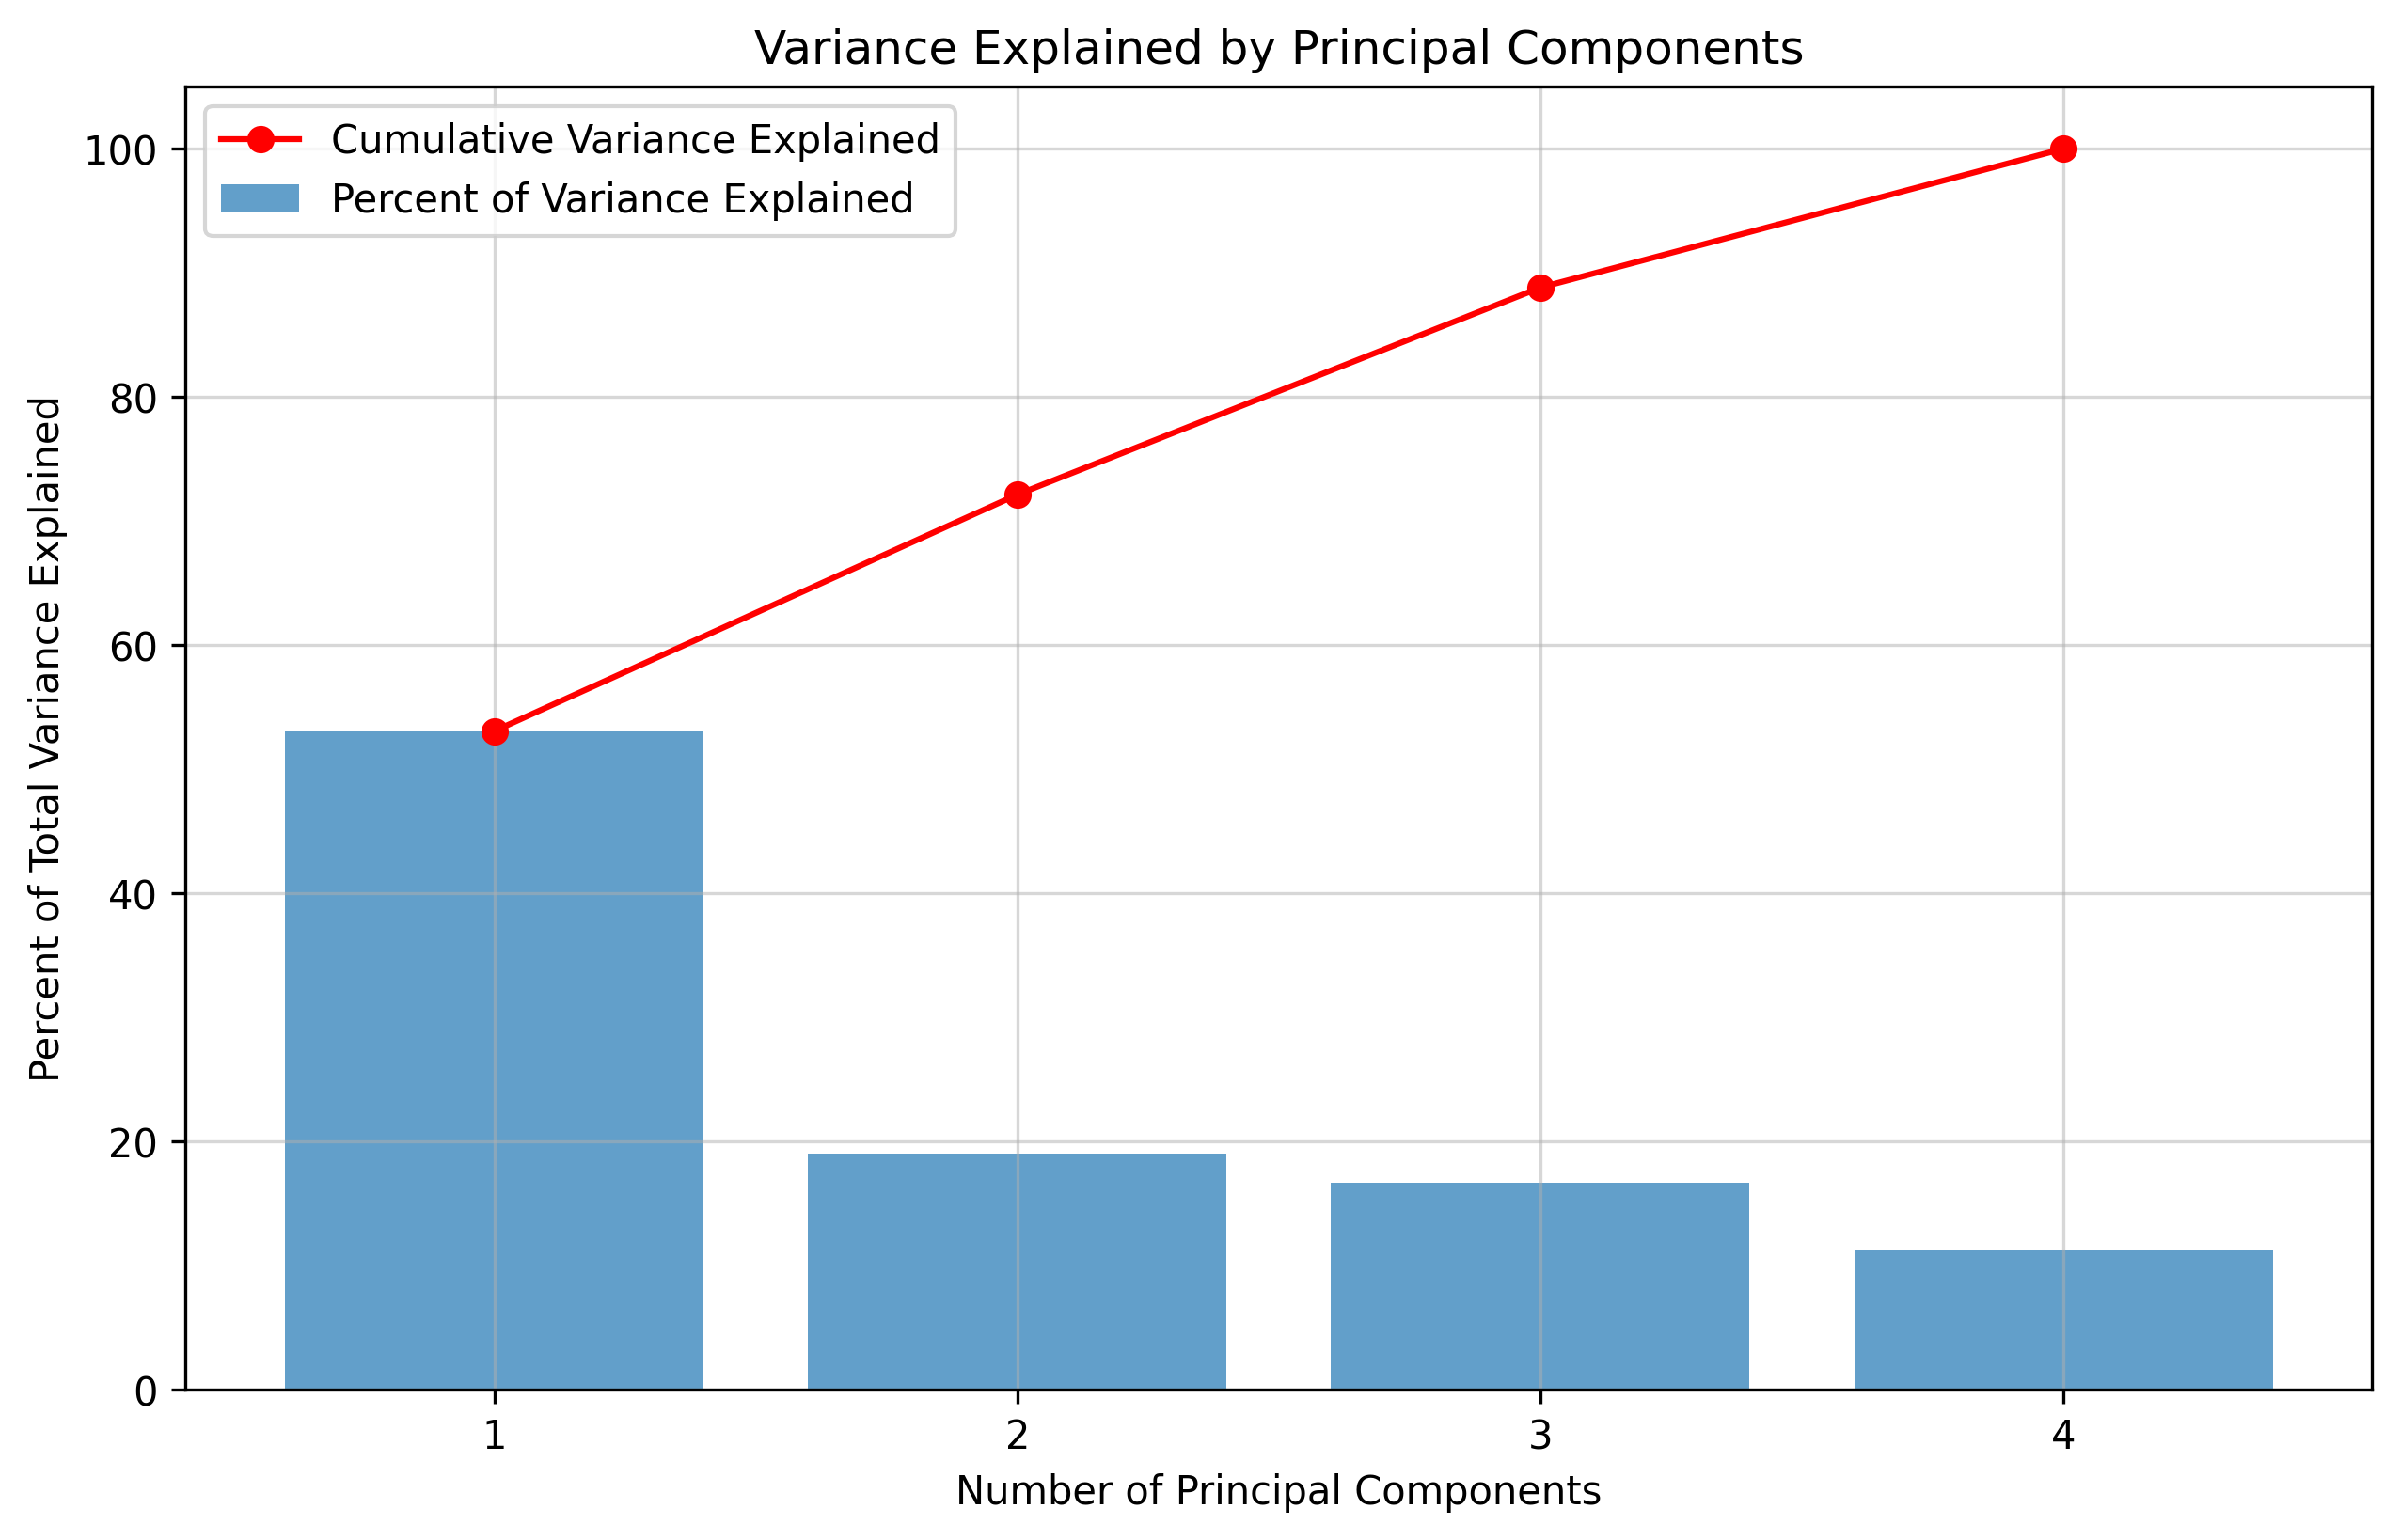 Variance Explained by Principal Components
Cumulative Variance Explained
Percent of Variance Explained
Percent of Total Variance Explained
100
80
60
40
20
0
1 2 3 4
Number of Principal Components